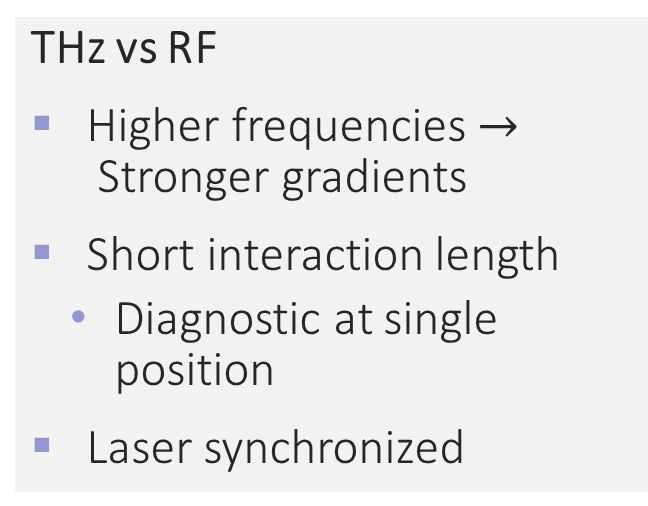 THz vs RF
▪ Higher frequencies →
Stronger gradients
▪ Short interaction length
• Diagnostic at single
position
▪ Laser synchronized